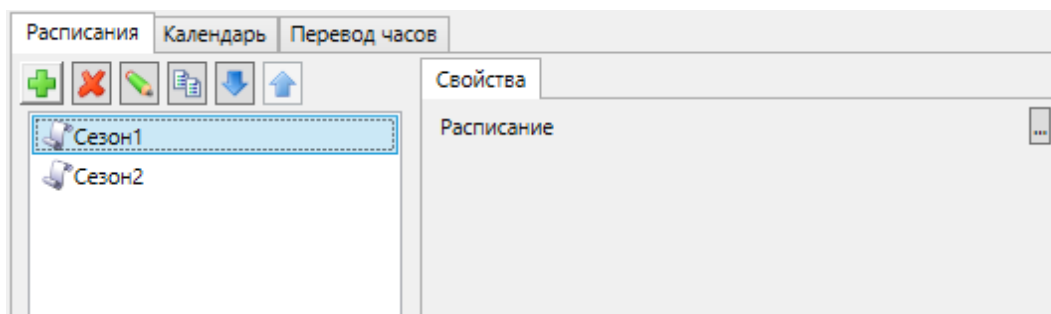 Расписания Календарь Перевод часов
Свойства
Расписание ...
Сезон1
Сезон2